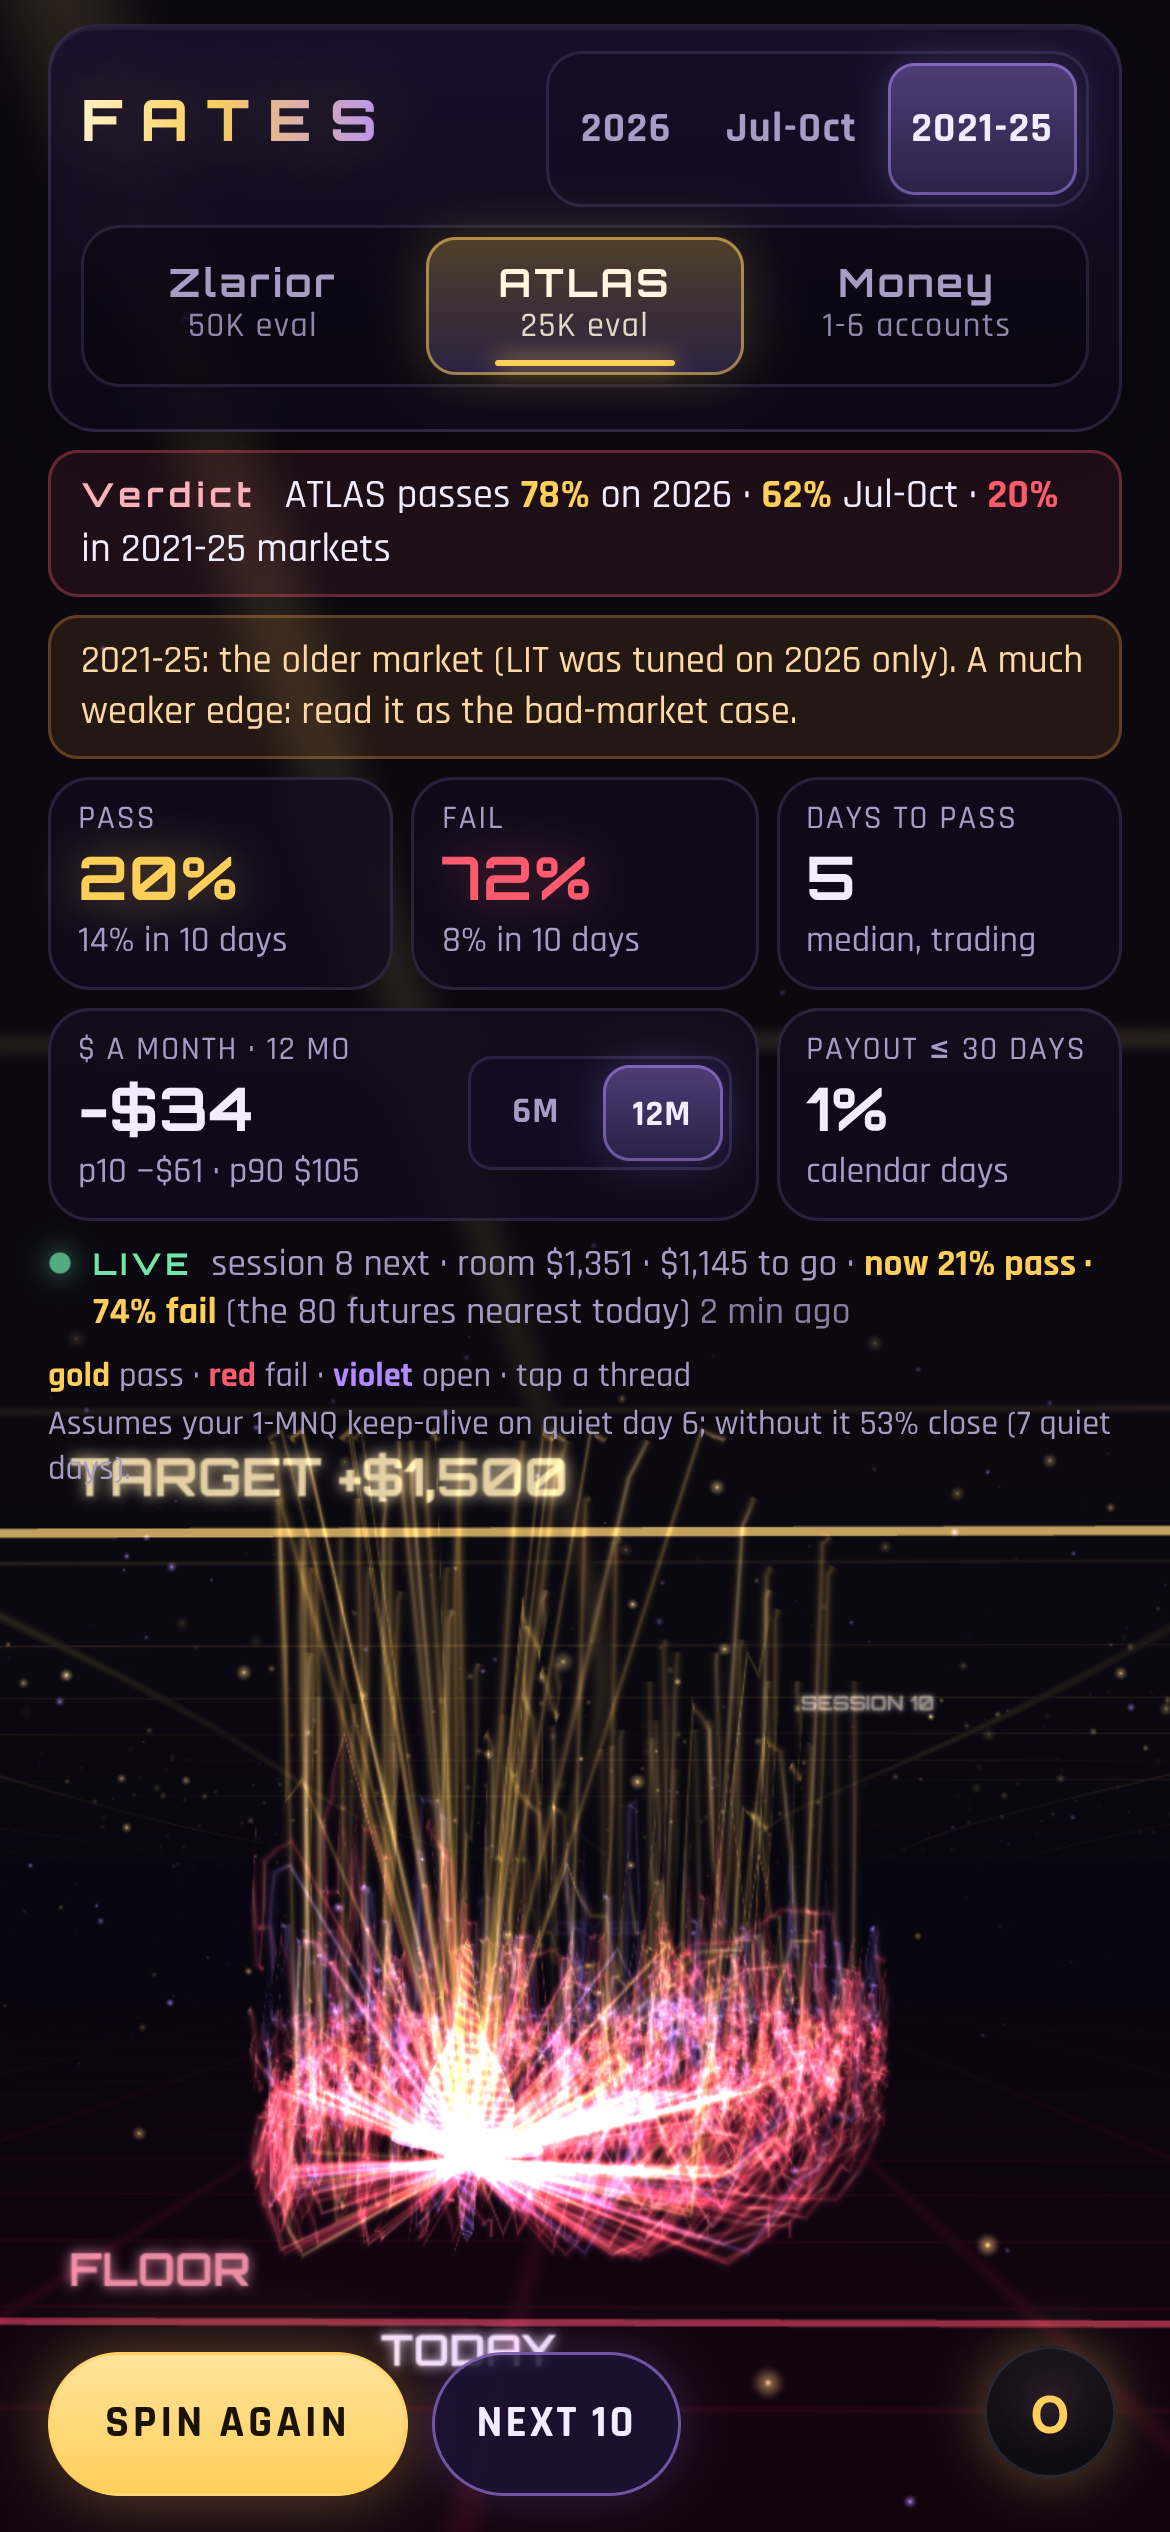 FATES
2026 Jul-Oct 2021-25
Zlarior ATLAS Money
50K eval 25K eval 1-6 accounts
Verdict ATLAS passes 78% on 2026 · 62% Jul-Oct · 20%
in 2021-25 markets
2021-25: the older market (LIT was tuned on 2026 only). A much
weaker edge: read it as the bad-market case.
PASS FAIL DAYS TO PASS
20% 72% 5
14% in 10 days 8% in 10 days median, trading
$ A MONTH · 12 MO PAYOUT ≤ 30 DAYS
-$34 6M 12M 1%
p10 −$61 · p90 $105 calendar days
LIVE session 8 next · room $1,351 · $1,145 to go · now 21% pass ·
74% fail (the 80 futures nearest today) 2 min ago
gold pass · red fail · violet open · tap a thread
Assumes your 1-MNQ keep-alive on quiet day 6; without it 53% close (7 quiet
days).
TARGET +$1,500
SESSION 10
FLOOR
TODAY
SPIN AGAIN NEXT 10 O